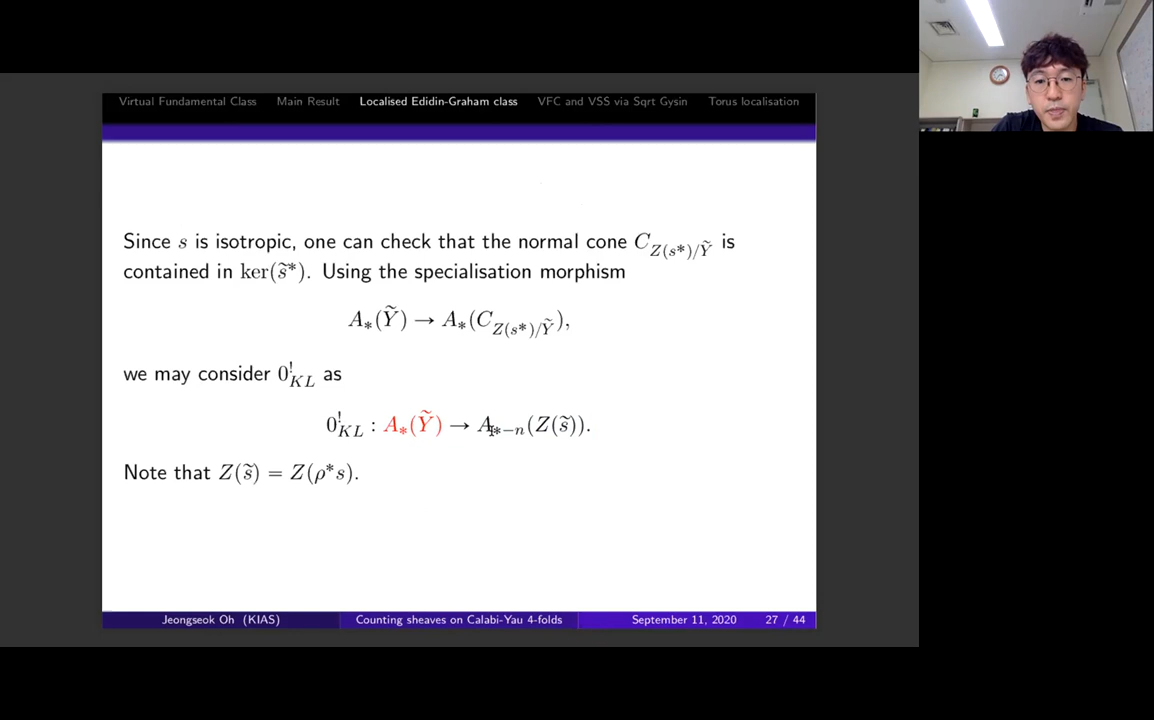 Virtual Fundamental Class Main Result Localised Edidin-Graham class VFC and VSS via Sqrt Gysin Torus localisation
Since s is isotropic, one can check that the normal cone C_{Z(s*)/Ỹ} is
contained in ker(s̃*). Using the specialisation morphism
A_*(Ỹ) → A_*(C_{Z(s*)/Ỹ}),
we may consider 0^!_{KL} as
0^!_{KL} : A_*(Ỹ) → A_{*−n}(Z(s̃)).
Note that Z(s̃) = Z(ρ*s).
Jeongseok Oh (KIAS) Counting sheaves on Calabi-Yau 4-folds September 11, 2020 27 / 44